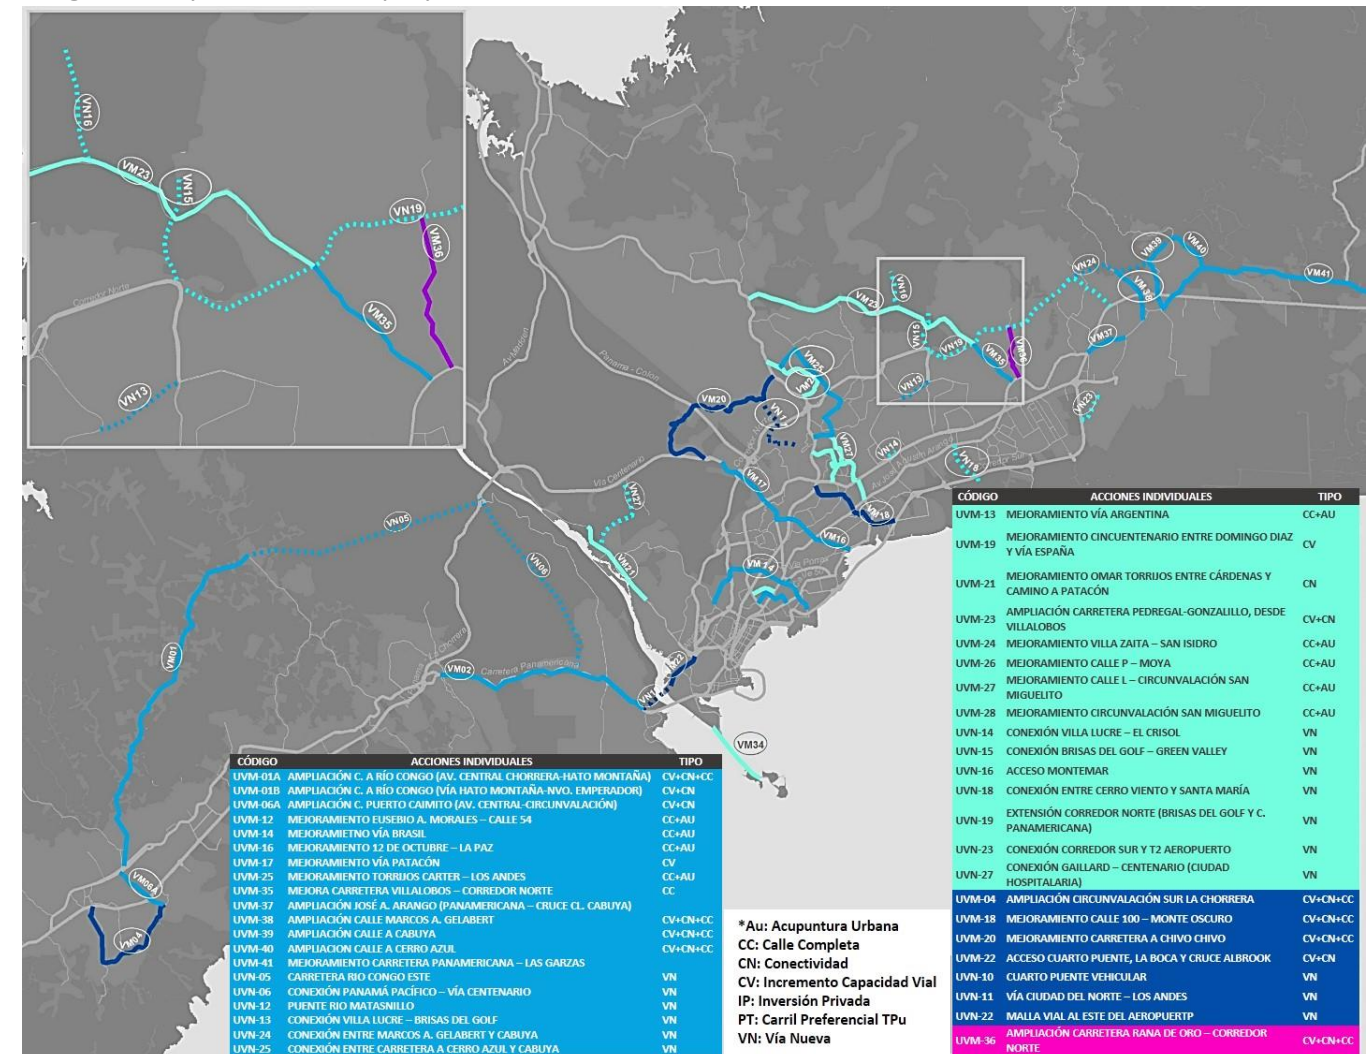 VN16
VM23
VN15
VN19
VM36
Corredor Norte
VM35
VN13
Av Madden
Panama - Colon
VM39
VM40
VN24
VM38
VM41
VN16
VM23
VN15
VN19
VM35
VM36
VM37
VN13
VM25
VM20
VN23
VN14
VM27
VN18
Vía Centenario
VM17
VN27
VM18
VM16
VN05
VM21
VN06
VM14
VM01
VM02
Carretera Panamericana
VM34
VM06A
VM04
CÓDIGO ACCIONES INDIVIDUALES TIPO
UVM-13 MEJORAMIENTO VÍA ARGENTINA CC+AU
UVM-19 MEJORAMIENTO CINCUENTENARIO ENTRE DOMINGO DIAZ
Y VÍA ESPAÑA CV
UVM-21 MEJORAMIENTO OMAR TORRIJOS ENTRE CÁRDENAS Y
CAMINO A PATACÓN CN
UVM-23 AMPLIACIÓN CARRETERA PEDREGAL-GONZALILLO, DESDE
VILLALOBOS CV+CN
UVM-24 MEJORAMIENTO VILLA ZAITA – SAN ISIDRO CC+AU
UVM-26 MEJORAMIENTO CALLE P – MOYA CC+AU
UVM-27 MEJORAMIENTO CALLE L – CIRCUNVALACIÓN SAN
MIGUELITO CC+AU
UVM-28 MEJORAMIENTO CIRCUNVALACIÓN SAN MIGUELITO CC+AU
UVN-14 CONEXIÓN VILLA LUCRE – EL CRISOL VN
UVN-15 CONEXIÓN BRISAS DEL GOLF – GREEN VALLEY VN
UVN-16 ACCESO MONTEMAR VN
UVN-18 CONEXIÓN ENTRE CERRO VIENTO Y SANTA MARÍA VN
UVN-19 EXTENSIÓN CORREDOR NORTE (BRISAS DEL GOLF Y C.
PANAMERICANA) VN
UVN-23 CONEXIÓN CORREDOR SUR Y T2 AEROPUERTO VN
UVN-27 CONEXIÓN GAILLARD – CENTENARIO (CIUDAD
HOSPITALARIA) VN
UVM-04 AMPLIACIÓN CIRCUNVALACIÓN SUR LA CHORRERA CV+CN+CC
UVM-18 MEJORAMIENTO CALLE 100 – MONTE OSCURO CV+CN+CC
UVM-20 MEJORAMIENTO CARRETERA A CHIVO CHIVO CV+CN+CC
UVM-22 ACCESO CUARTO PUENTE, LA BOCA Y CRUCE ALBROOK CV+CN
UVN-10 CUARTO PUENTE VEHICULAR VN
UVN-11 VÍA CIUDAD DEL NORTE – LOS ANDES VN
UVN-22 MALLA VIAL AL ESTE DEL AEROPUERTP VN
UVM-36 AMPLIACIÓN CARRETERA RANA DE ORO – CORREDOR
NORTE CV+CN+CC
CÓDIGO ACCIONES INDIVIDUALES TIPO
UVM-01A AMPLIACIÓN C. A RÍO CONGO (AV. CENTRAL CHORRERA-HATO MONTAÑA) CV+CN+CC
UVM-01B AMPLIACIÓN C. A RÍO CONGO (VÍA HATO MONTAÑA-NVO. EMPERADOR) CV+CN
UVM-06A AMPLIACIÓN C. PUERTO CAIMITO (AV. CENTRAL-CIRCUNVALACIÓN) CV+CN
UVM-12 MEJORAMIENTO EUSEBIO A. MORALES – CALLE 54 CC+AU
UVM-14 MEJORAMIETNO VÍA BRASIL CC+AU
UVM-16 MEJORAMIENTO 12 DE OCTUBRE – LA PAZ CC+AU
UVM-17 MEJORAMIENTO VÍA PATACÓN CV
UVM-25 MEJORAMIENTO TORRIJOS CARTER – LOS ANDES CC+AU
UVM-35 MEJORA CARRETERA VILLALOBOS – CORREDOR NORTE CC
UVM-37 AMPLIACIÓN JOSÉ A. ARANGO (PANAMERICANA – CRUCE CL. CABUYA)
UVM-38 AMPLIACIÓN CALLE MARCOS A. GELABERT CV+CN+CC
UVM-39 AMPLIACIÓN CALLE A CABUYA CV+CN+CC
UVM-40 AMPLIACION CALLE A CERRO AZUL CV+CN+CC
UVM-41 MEJORAMIENTO CARRETERA PANAMERICANA – LAS GARZAS
UVN-05 CARRETERA RIO CONGO ESTE VN
UVN-06 CONEXIÓN PANAMÁ PACÍFICO – VÍA CENTENARIO VN
UVN-12 PUENTE RIO MATASNILLO VN
UVN-13 CONEXIÓN VILLA LUCRE – BRISAS DEL GOLF VN
UVN-24 CONEXIÓN ENTRE MARCOS A. GELABERT Y CABUYA VN
UVN-25 CONEXIÓN ENTRE CARRETERA A CERRO AZUL Y CABUYA VN
*Au: Acupuntura Urbana
CC: Calle Completa
CN: Conectividad
CV: Incremento Capacidad Vial
IP: Inversión Privada
PT: Carril Preferencial TPu
VN: Vía Nueva